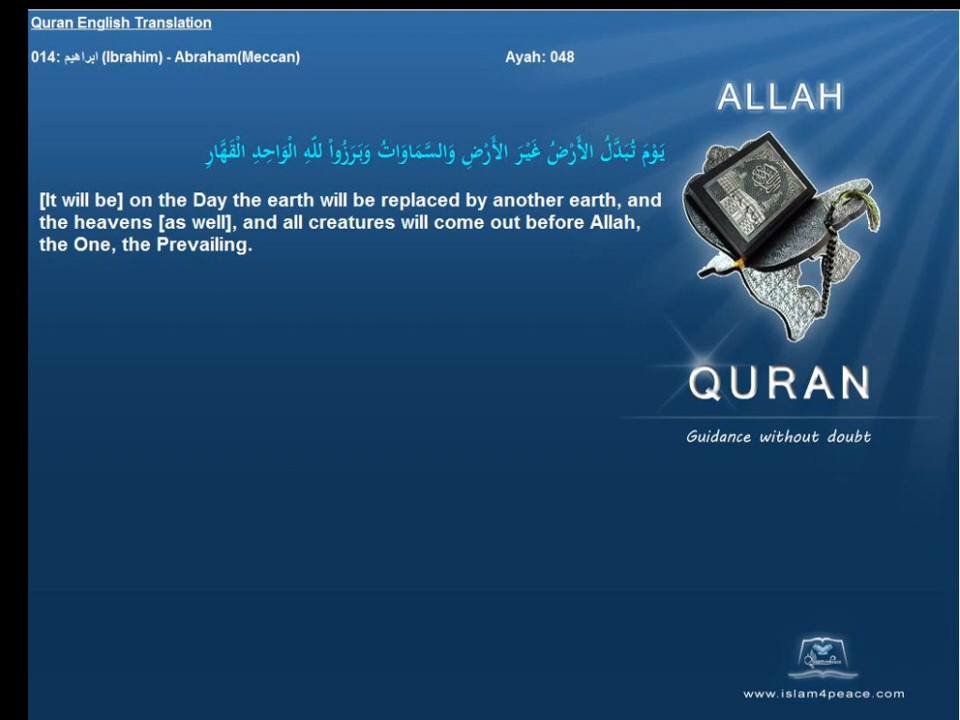 Quran English Translation
014: ابراهيم (Ibrahim) - Abraham(Meccan)
Ayah: 048
ALLAH
يَوْمَ تُبَدَّلُ الأَرْضُ غَيْرَ الأَرْضِ وَالسَّمَاوَاتُ وَبَرَزُواْ للّهِ الْوَاحِدِ الْقَهَّارِ
[It will be] on the Day the earth will be replaced by another earth, and
the heavens [as well], and all creatures will come out before Allah,
the One, the Prevailing.
QURAN
Guidance without doubt
www.islam4peace.com